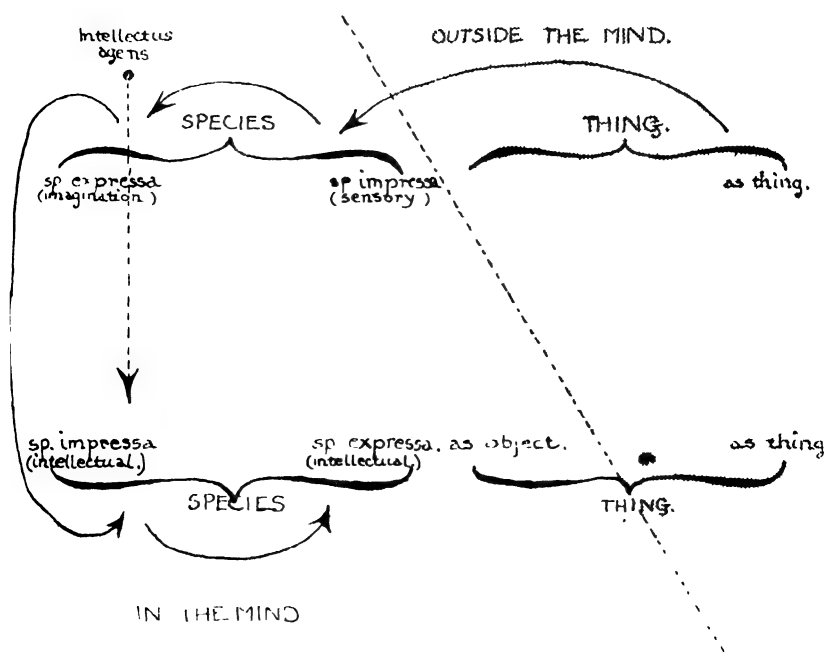 Intellectus
agens
OUTSIDE THE MIND.
SPECIES
THING.
sp expressa
(imagination)
sp impressa
(sensory)
as thing.
sp. impressa
(intellectual.)
sp expressa.
(intellectual)
as object.
as thing
SPECIES
THING.
IN THE MIND